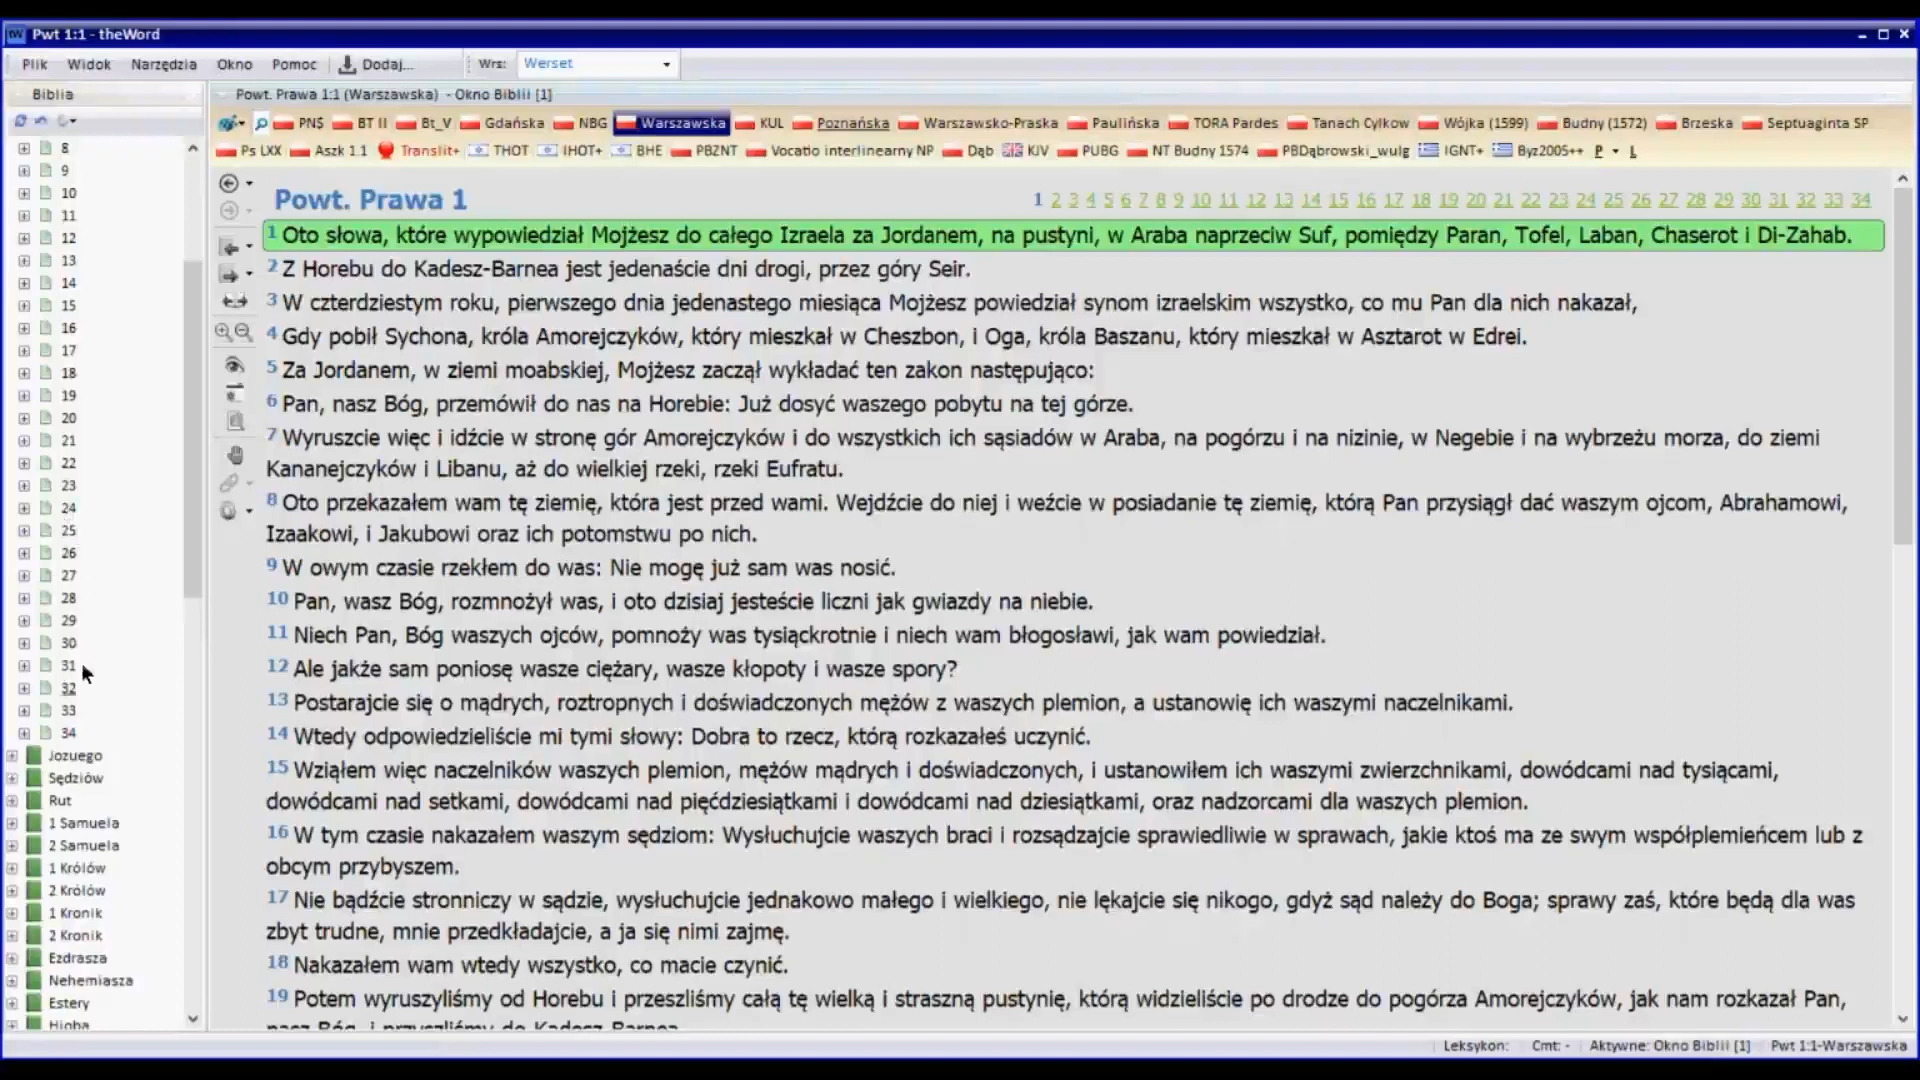 Pwt 1:1 - theWord
Plik Widok Narzędzia Okno Pomoc Dodaj... Wrs: Werset
Biblia
Powt. Prawa 1:1 (Warszawska) - Okno Biblii [1]
PNŚ BT II Bt_V Gdańska NBG Warszawska KUL Poznańska Warszawsko-Praska Paulińska TORA Pardes Tanach Cylkow Wójka (1599) Budny (1572) Brzeska Septuaginta SP
Ps LXX Aszk 1.1 Translit+ THOT IHOT+ BHE PBZNT Vocatio interlinearny NP Dąb KJV PUBG NT Budny 1574 PBDąbrowski_wulg IGNT+ Byz2005++ P L
8
9
10
11
12
13
14
15
16
17
18
19
20
21
22
23
24
25
26
27
28
29
30
31
32
33
34
Jozuego
Sędziów
Rut
1 Samuela
2 Samuela
1 Królów
2 Królów
1 Kronik
2 Kronik
Ezdrasza
Nehemiasza
Estery
Hioba
Powt. Prawa 1
1 2 3 4 5 6 7 8 9 10 11 12 13 14 15 16 17 18 19 20 21 22 23 24 25 26 27 28 29 30 31 32 33 34
1 Oto słowa, które wypowiedział Mojżesz do całego Izraela za Jordanem, na pustyni, w Araba naprzeciw Suf, pomiędzy Paran, Tofel, Laban, Chaserot i Di-Zahab.
2 Z Horebu do Kadesz-Barnea jest jedenaście dni drogi, przez góry Seir.
3 W czterdziestym roku, pierwszego dnia jedenastego miesiąca Mojżesz powiedział synom izraelskim wszystko, co mu Pan dla nich nakazał,
4 Gdy pobił Sychona, króla Amorejczyków, który mieszkał w Cheszbon, i Oga, króla Baszanu, który mieszkał w Asztarot w Edrei.
5 Za Jordanem, w ziemi moabskiej, Mojżesz zaczął wykładać ten zakon następująco:
6 Pan, nasz Bóg, przemówił do nas na Horebie: Już dosyć waszego pobytu na tej górze.
7 Wyruszcie więc i idźcie w stronę gór Amorejczyków i do wszystkich ich sąsiadów w Araba, na pogórzu i na nizinie, w Negebie i na wybrzeżu morza, do ziemi
Kananejczyków i Libanu, aż do wielkiej rzeki, rzeki Eufratu.
8 Oto przekazałem wam tę ziemię, która jest przed wami. Wejdźcie do niej i weźcie w posiadanie tę ziemię, którą Pan przysiągł dać waszym ojcom, Abrahamowi,
Izaakowi, i Jakubowi oraz ich potomstwu po nich.
9 W owym czasie rzekłem do was: Nie mogę już sam was nosić.
10 Pan, wasz Bóg, rozmnożył was, i oto dzisiaj jesteście liczni jak gwiazdy na niebie.
11 Niech Pan, Bóg waszych ojców, pomnoży was tysiąckrotnie i niech wam błogosławi, jak wam powiedział.
12 Ale jakże sam poniosę wasze ciężary, wasze kłopoty i wasze spory?
13 Postarajcie się o mądrych, roztropnych i doświadczonych mężów z waszych plemion, a ustanowię ich waszymi naczelnikami.
14 Wtedy odpowiedzieliście mi tymi słowy: Dobra to rzecz, którą rozkazałeś uczynić.
15 Wziąłem więc naczelników waszych plemion, mężów mądrych i doświadczonych, i ustanowiłem ich waszymi zwierzchnikami, dowódcami nad tysiącami,
dowódcami nad setkami, dowódcami nad pięćdziesiątkami i dowódcami nad dziesiątkami, oraz nadzorcami dla waszych plemion.
16 W tym czasie nakazałem waszym sędziom: Wysłuchujcie waszych braci i rozsądzajcie sprawiedliwie w sprawach, jakie ktoś ma ze swym współplemieńcem lub z
obcym przybyszem.
17 Nie bądźcie stronniczy w sądzie, wysłuchujcie jednakowo małego i wielkiego, nie lękajcie się nikogo, gdyż sąd należy do Boga; sprawy zaś, które będą dla was
zbyt trudne, mnie przedkładajcie, a ja się nimi zajmę.
18 Nakazałem wam wtedy wszystko, co macie czynić.
19 Potem wyruszyliśmy od Horebu i przeszliśmy całą tę wielką i straszną pustynię, którą widzieliście po drodze do pogórza Amorejczyków, jak nam rozkazał Pan,
nasz Bóg, i przyszliśmy do Kadesz-Barnea.
Leksykon: Cmt: - Aktywne: Okno Biblii [1] Pwt 1:1-Warszawska